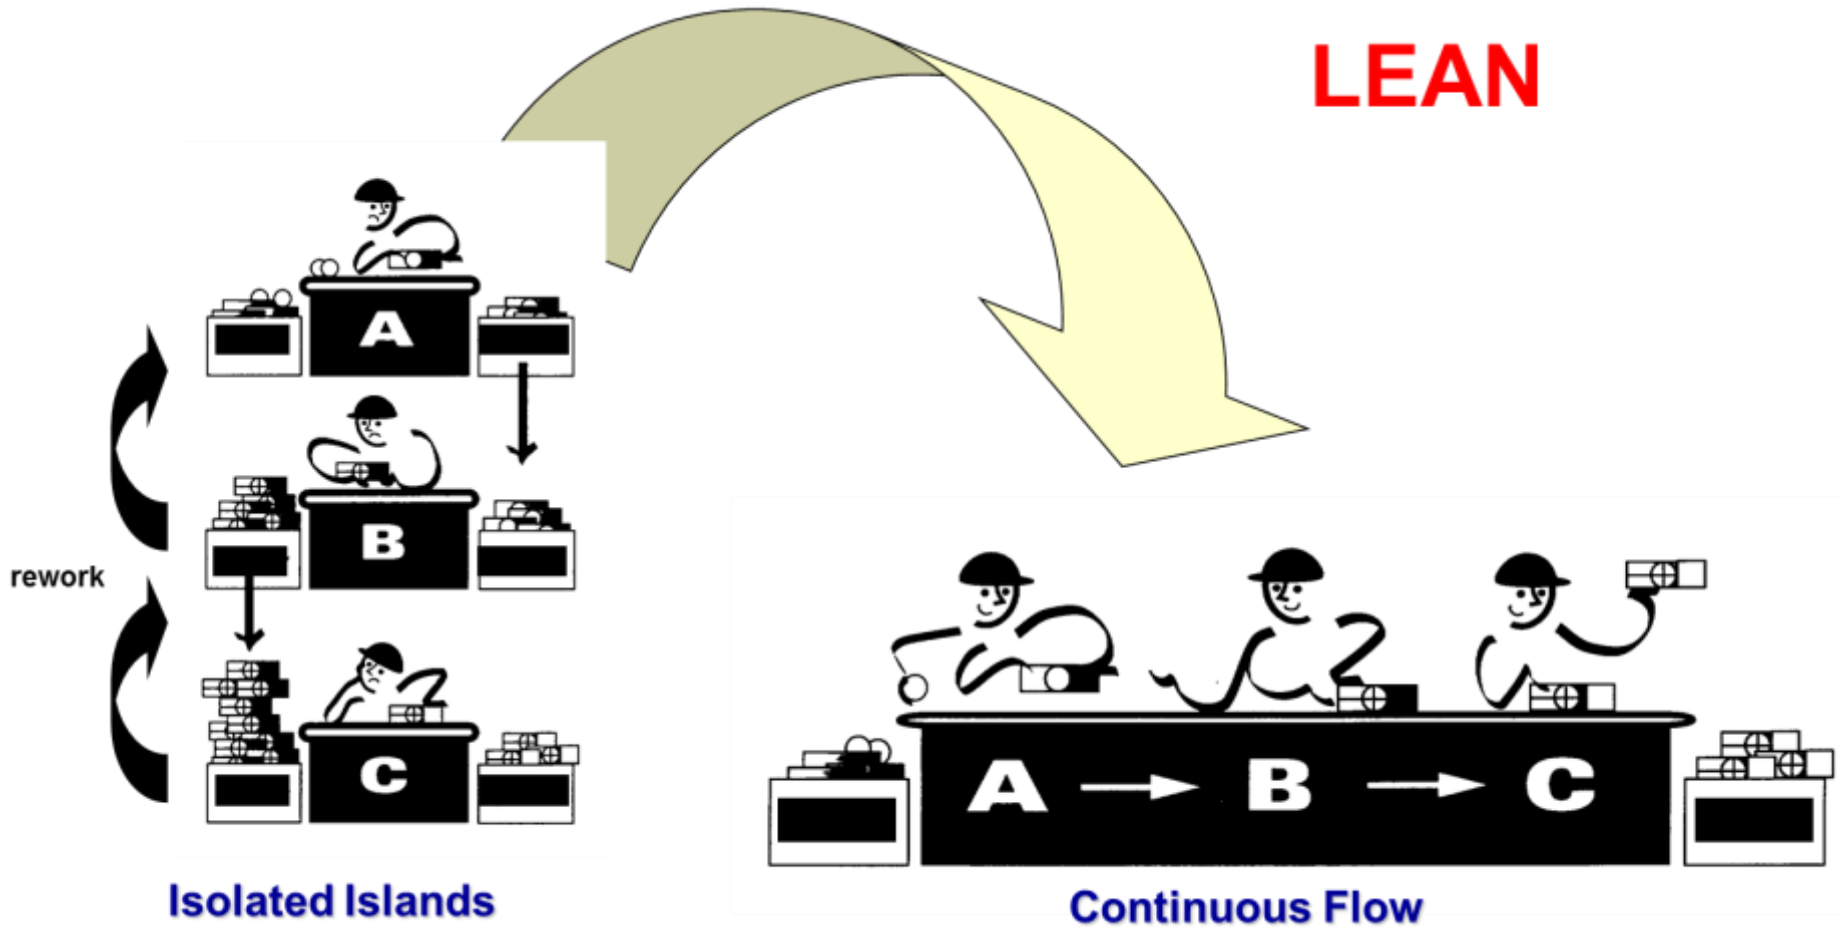 LEAN
A
B
rework
C
Isolated Islands
A → B → C
Continuous Flow